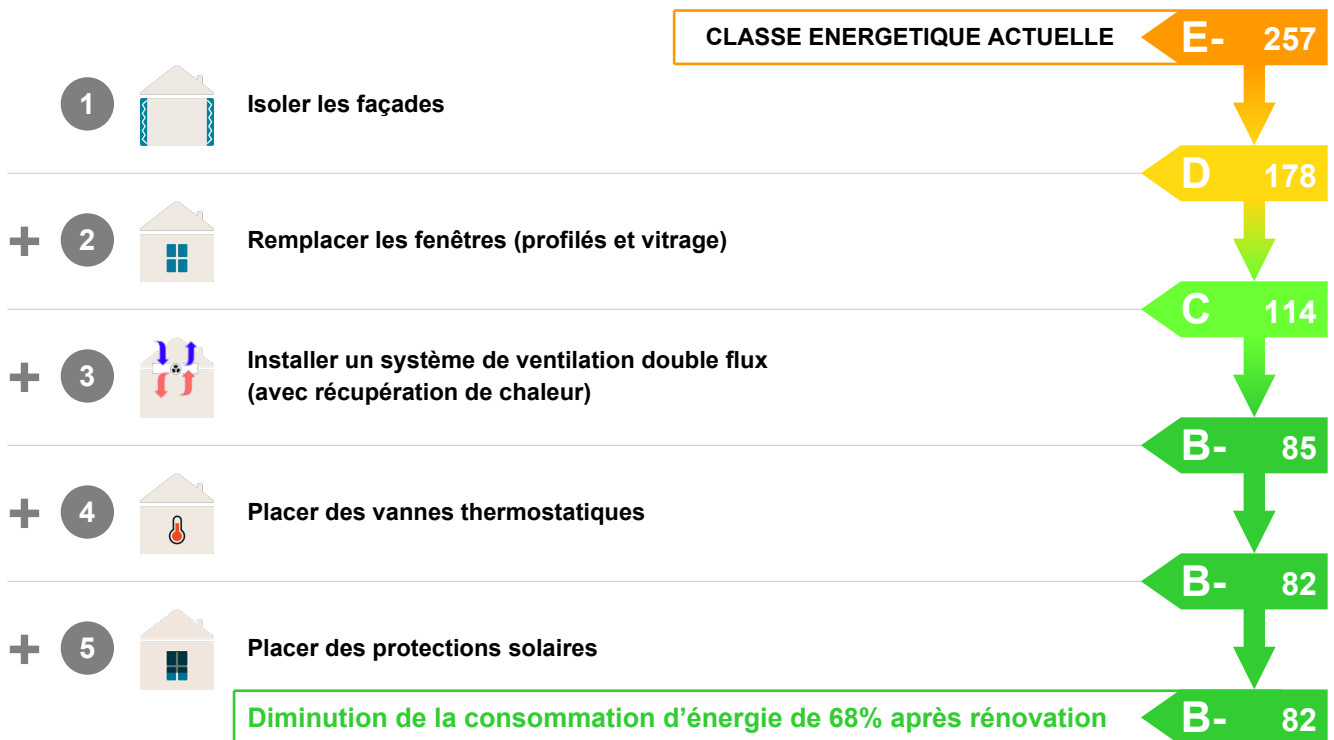 CLASSE ENERGETIQUE ACTUELLE E- 257
1 Isoler les façades
D 178
+ 2 Remplacer les fenêtres (profilés et vitrage)
C 114
+ 3 Installer un système de ventilation double flux
(avec récupération de chaleur)
B- 85
+ 4 Placer des vannes thermostatiques
B- 82
+ 5 Placer des protections solaires
Diminution de la consommation d’énergie de 68% après rénovation B- 82